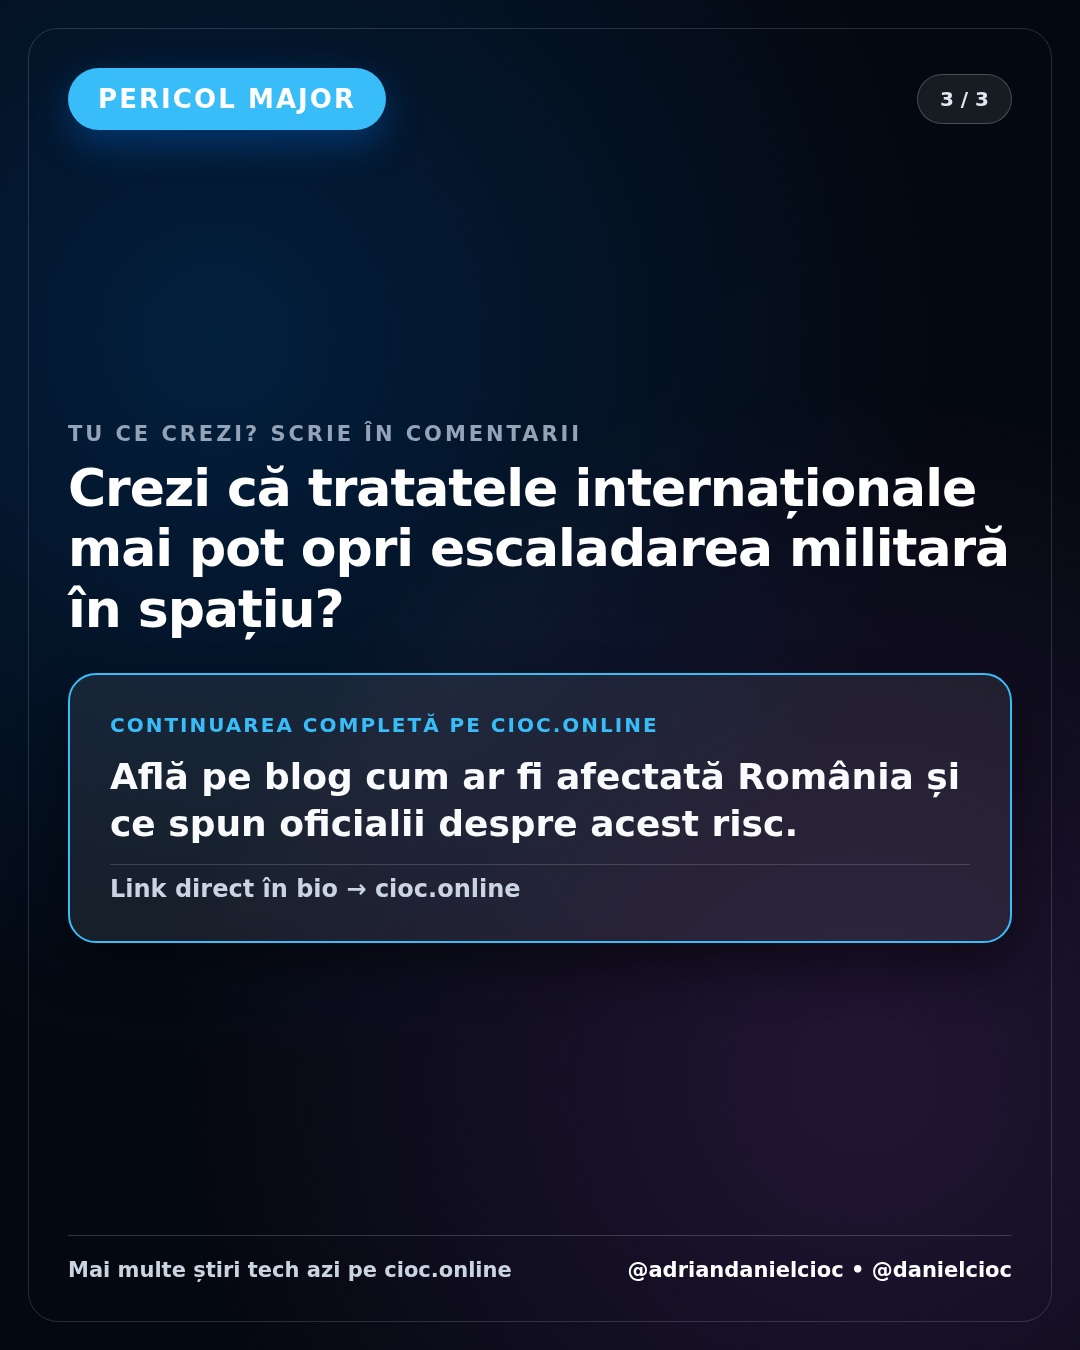 PERICOL MAJOR
3 / 3
TU CE CREZI? SCRIE ÎN COMENTARII
Crezi că tratatele internaționale
mai pot opri escaladarea militară
în spațiu?
CONTINUAREA COMPLETĂ PE CIOC.ONLINE
Află pe blog cum ar fi afectată România și
ce spun oficialii despre acest risc.
Link direct în bio → cioc.online
Mai multe știri tech azi pe cioc.online
@adriandanielcioc • @danielcioc